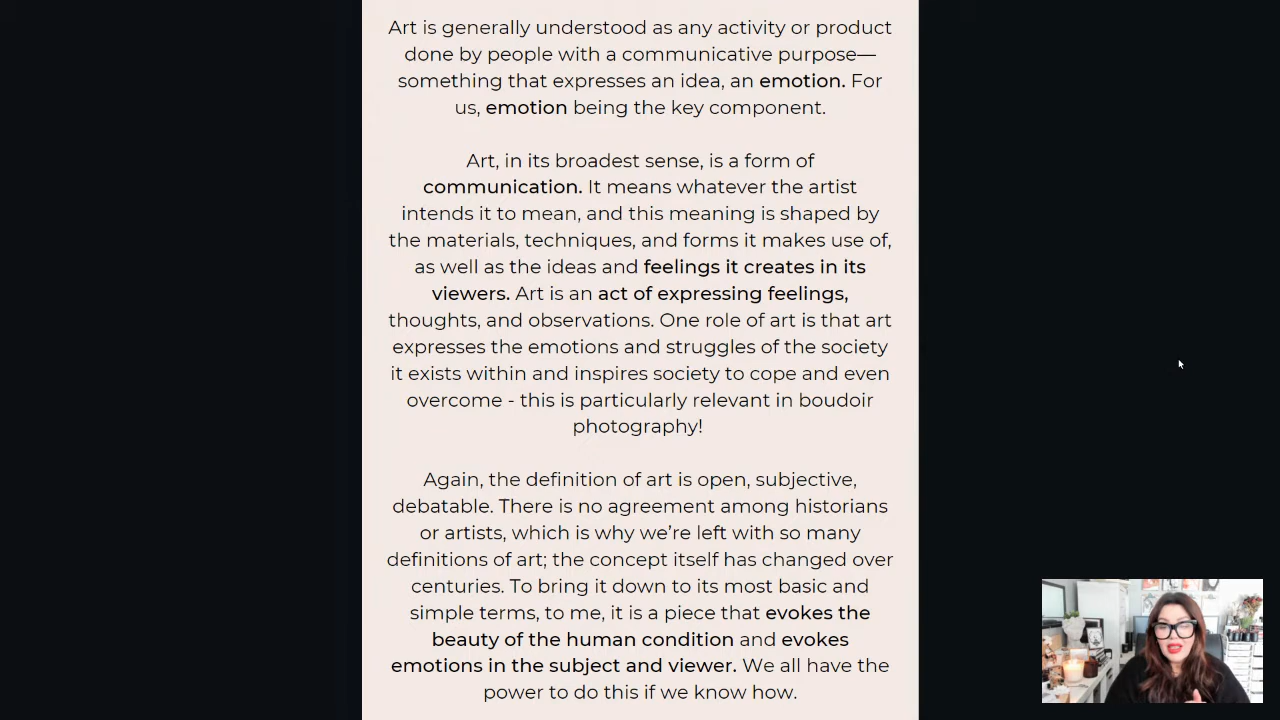 Art is generally understood as any activity or product
done by people with a communicative purpose—
something that expresses an idea, an emotion. For
us, emotion being the key component.
Art, in its broadest sense, is a form of
communication. It means whatever the artist
intends it to mean, and this meaning is shaped by
the materials, techniques, and forms it makes use of,
as well as the ideas and feelings it creates in its
viewers. Art is an act of expressing feelings,
thoughts, and observations. One role of art is that art
expresses the emotions and struggles of the society
it exists within and inspires society to cope and even
overcome - this is particularly relevant in boudoir
photography!
Again, the definition of art is open, subjective,
debatable. There is no agreement among historians
or artists, which is why we’re left with so many
definitions of art; the concept itself has changed over
centuries. To bring it down to its most basic and
simple terms, to me, it is a piece that evokes the
beauty of the human condition and evokes
emotions in the subject and viewer. We all have the
power to do this if we know how.